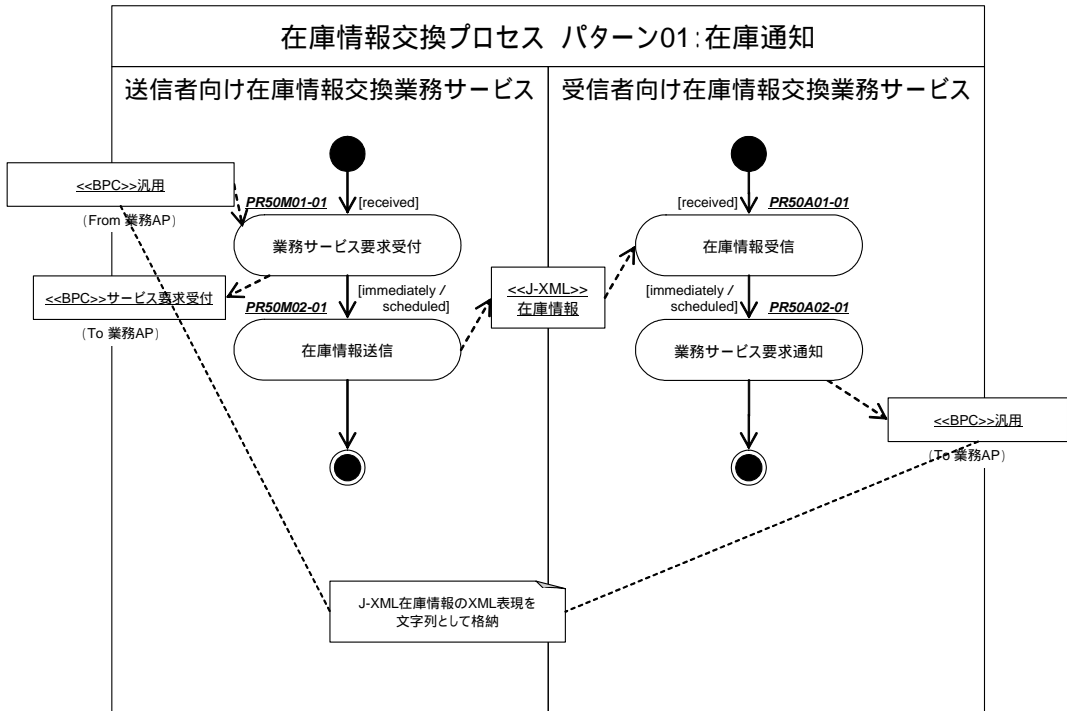 在庫情報交換プロセス パターン01:在庫通知
送信者向け在庫情報交換業務サービス
受信者向け在庫情報交換業務サービス
<<BPC>>汎用
(From 業務AP)
PR50M01-01
[received]
業務サービス要求受付
<<BPC>>サービス要求受付
(To 業務AP)
[immediately /
scheduled]
PR50M02-01
在庫情報送信
<<J-XML>>
在庫情報
[received]
PR50A01-01
在庫情報受信
[immediately /
scheduled]
PR50A02-01
業務サービス要求通知
<<BPC>>汎用
(To 業務AP)
J-XML在庫情報のXML表現を
文字列として格納